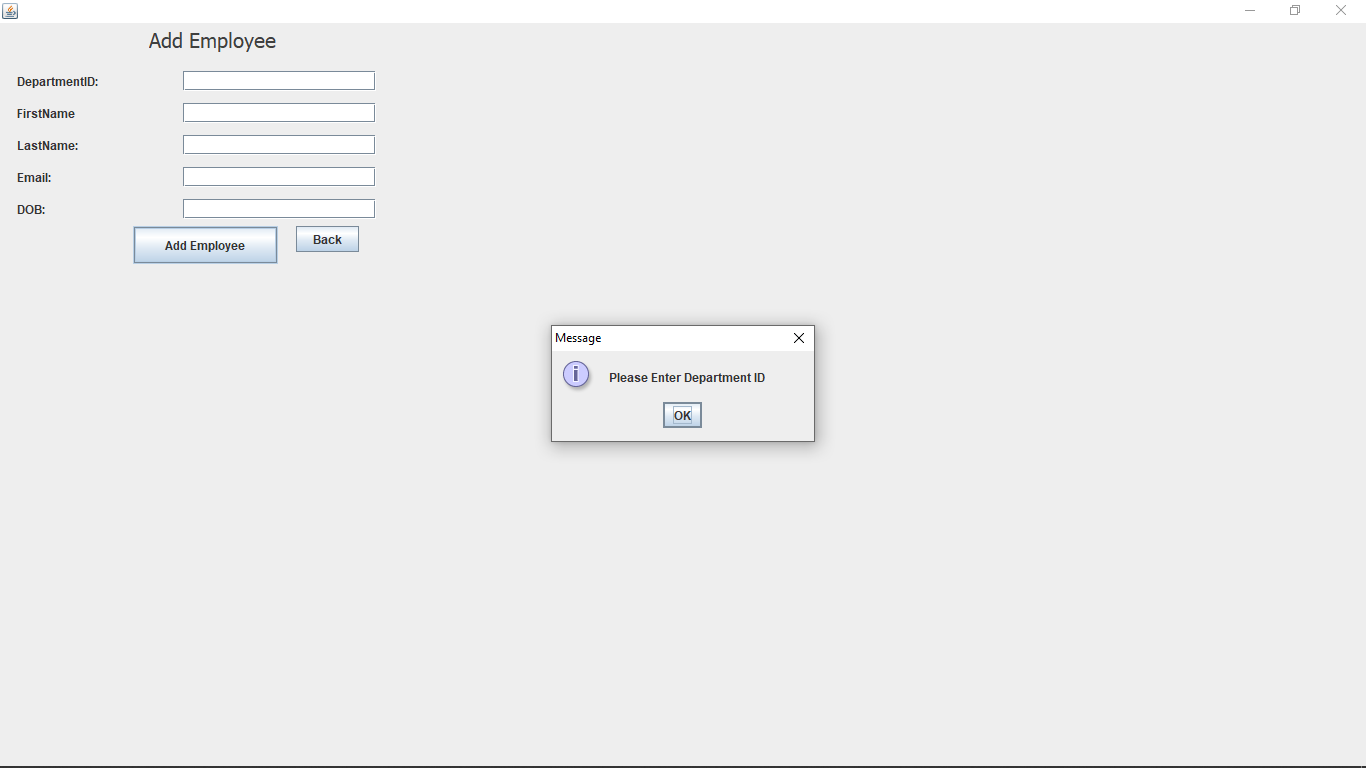 Add Employee
DepartmentID:
FirstName
LastName:
Email:
DOB:
Add Employee Back
Message
i Please Enter Department ID
OK